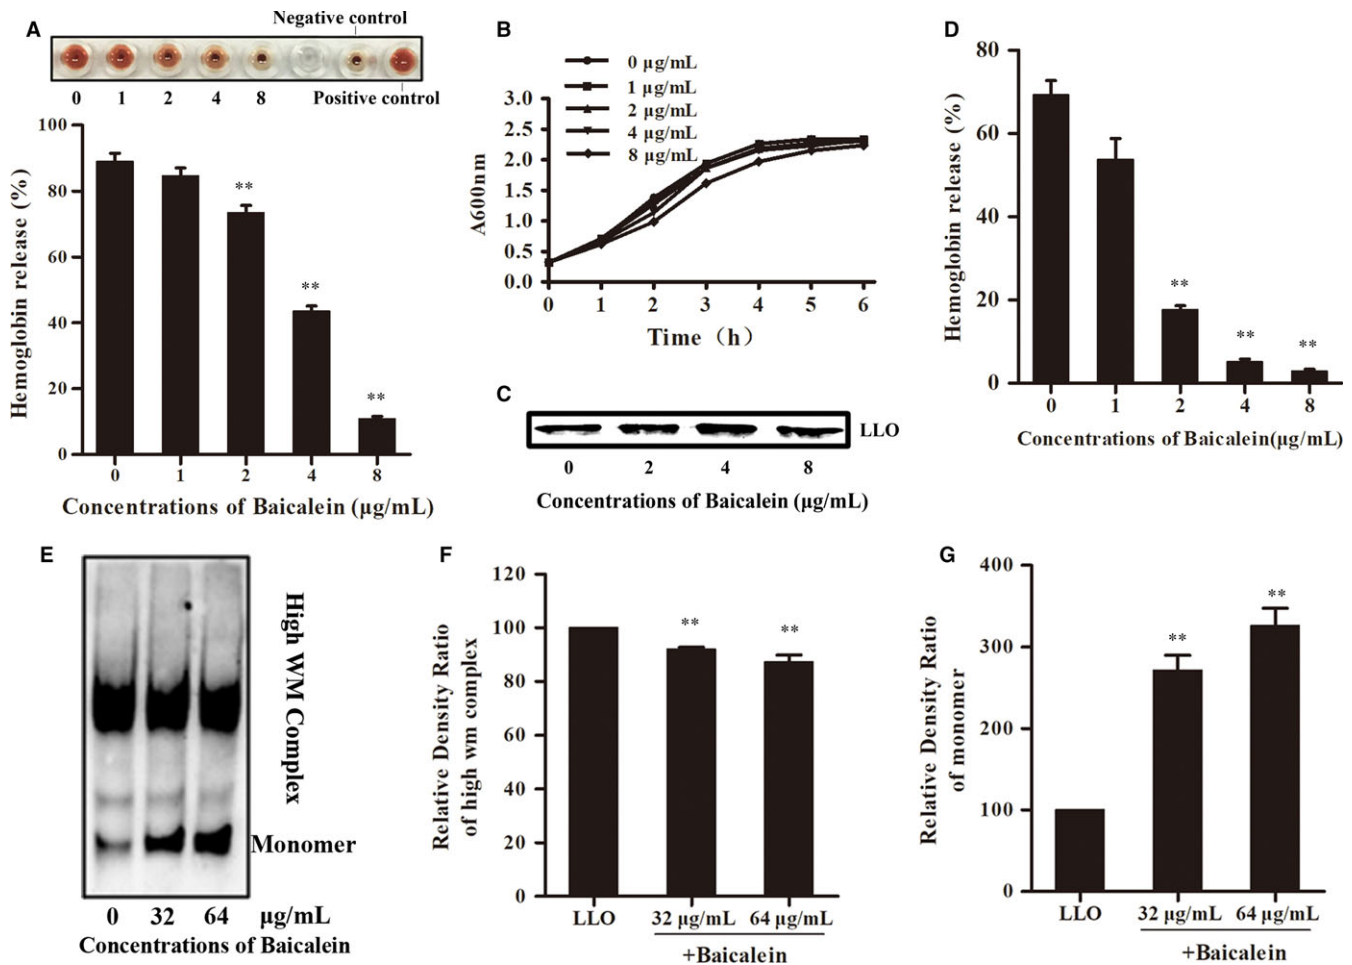 A
Negative control
0 1 2 4 8
Positive control
100
80
60
40
20
0
Hemoglobin release (%)
0 1 2 4 8
** ** **
Concentrations of Baicalein (µg/mL)
B
0 µg/mL
1 µg/mL
2 µg/mL
4 µg/mL
8 µg/mL
3.0
2.5
2.0
1.5
1.0
0.5
0.0
A600nm
0 1 2 3 4 5 6
Time (h)
C
LLO
0 2 4 8
Concentrations of Baicalein (µg/mL)
D
80
60
40
20
0
Hemoglobin release (%)
** ** **
0 1 2 4 8
Concentrations of Baicalein(µg/mL)
E
High WM Complex
Monomer
0 32 64 µg/mL
Concentrations of Baicalein
F
120
100
80
60
40
20
0
Relative Density Ratio
of high wm complex
** **
LLO 32 µg/mL 64 µg/mL
+Baicalein
G
400
300
200
100
0
Relative Density Ratio
of monomer
** **
LLO 32 µg/mL 64 µg/mL
+Baicalein